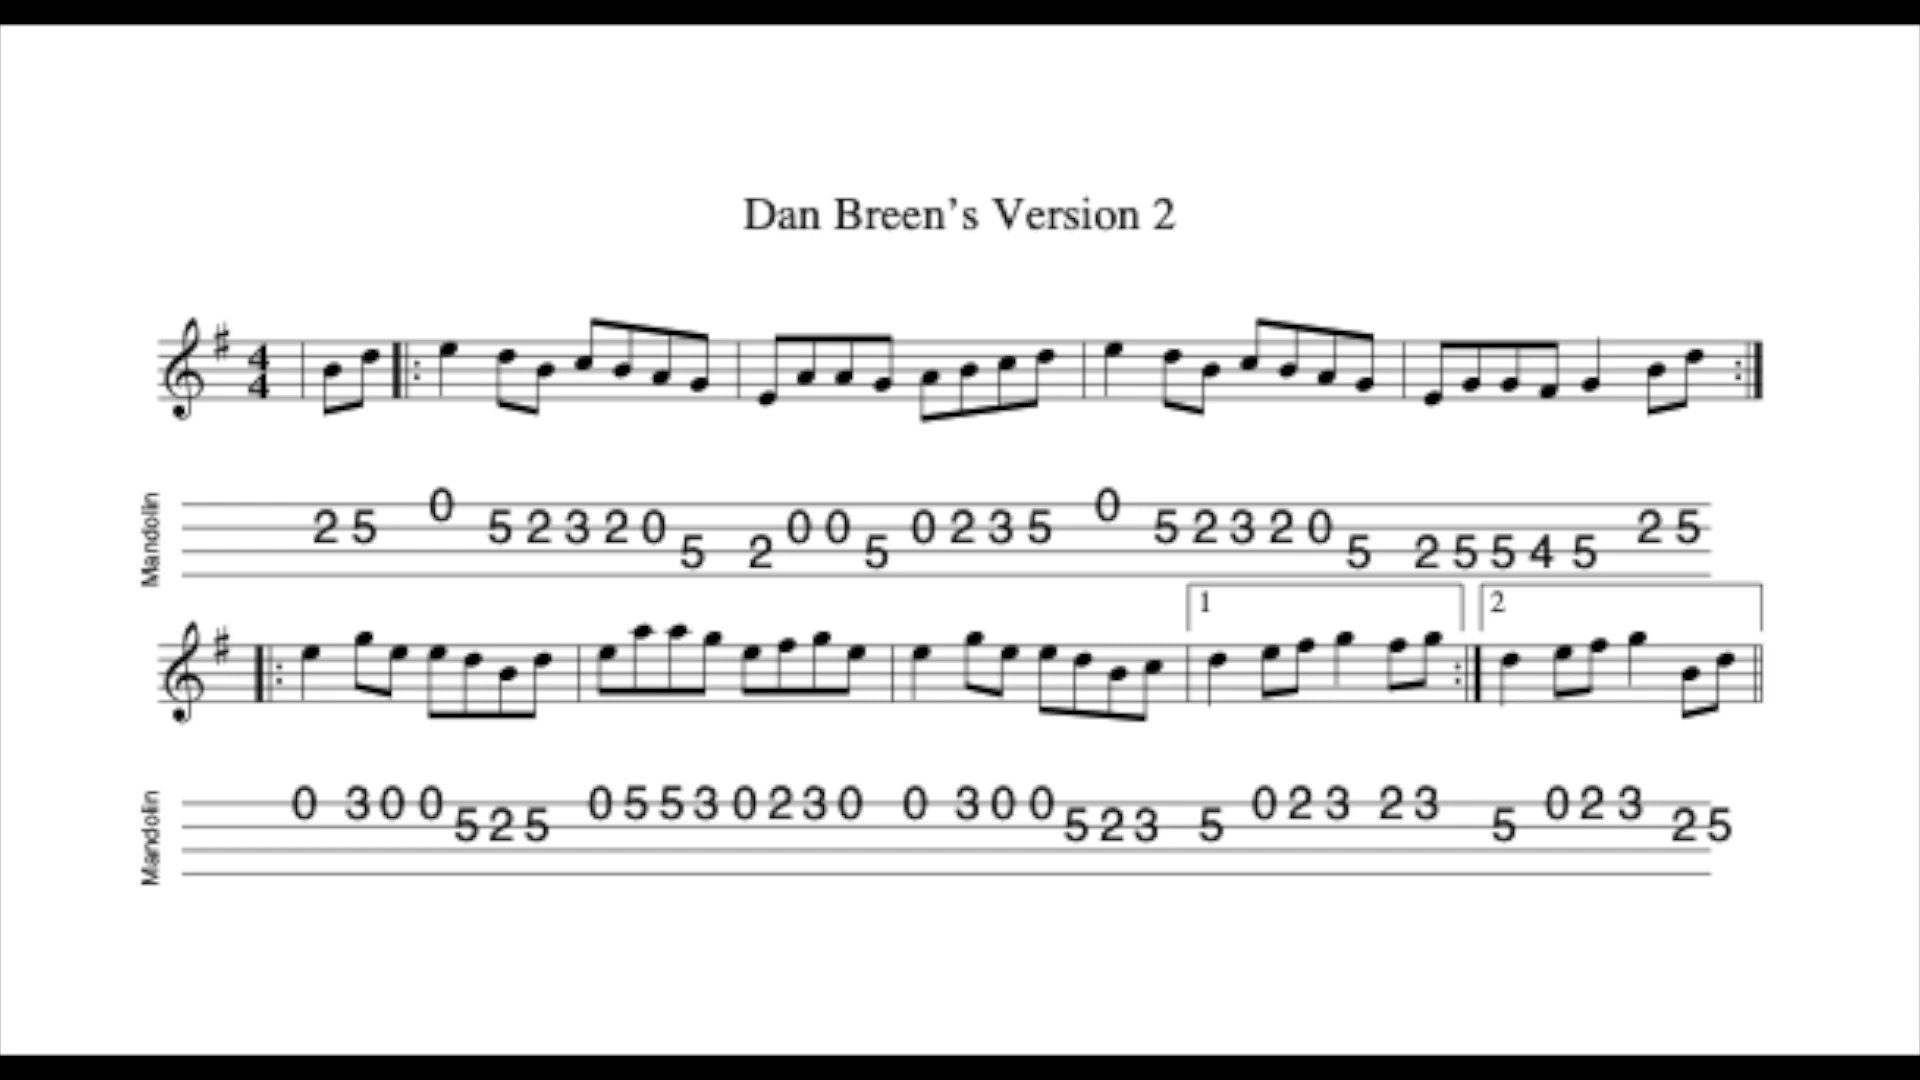 Dan Breen’s Version 2
4
4
Mandolin
2 5 0 5 2 3 2 0 5 2 0 0 5 0 2 3 5 0 5 2 3 2 0 5 2 5 5 4 5 2 5
1 2
Mandolin
0 3 0 0 5 2 5 0 5 5 3 0 2 3 0 0 3 0 0 5 2 3 5 0 2 3 2 3 5 0 2 3 2 5